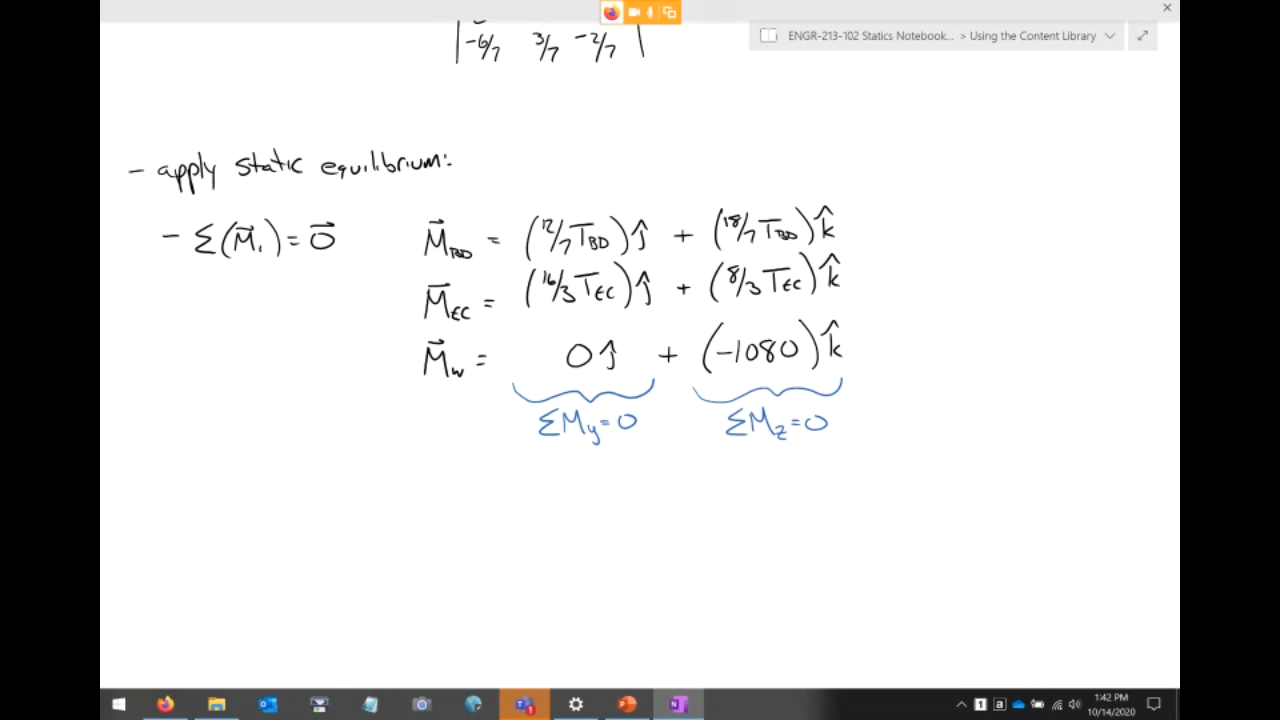 ENGR-213-102 Statics Notebook... > Using the Content Library
-6/7 3/7 -2/7
- apply static equilibrium:
- Σ(M⃗₁) = 0⃗
M⃗_BD = (12/7 T_BD) ĵ + (18/7 T_BD) k̂
M⃗_EC = (16/3 T_EC) ĵ + (8/3 T_EC) k̂
M⃗_W = 0 ĵ + (-1080) k̂
ΣM_y = 0 ΣM_z = 0
1:42 PM
10/14/2020